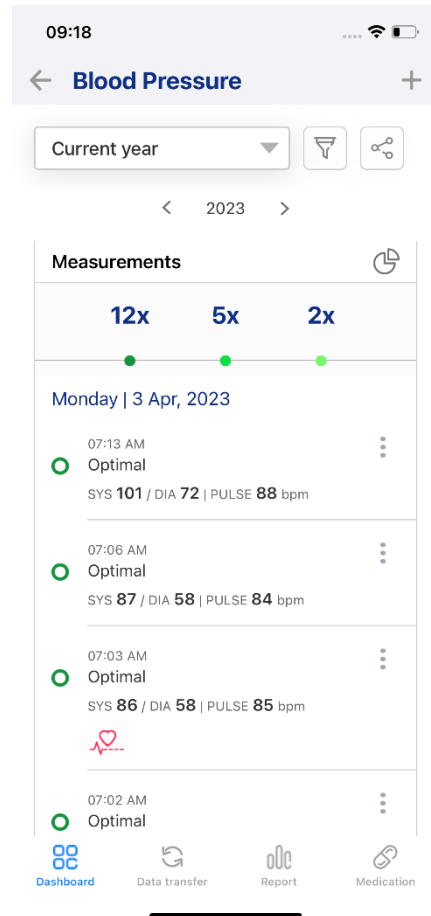 09:18
Blood Pressure
Current year
2023
Measurements
12x 5x 2x
Monday | 3 Apr, 2023
07:13 AM
Optimal
SYS 101 / DIA 72 | PULSE 88 bpm
07:06 AM
Optimal
SYS 87 / DIA 58 | PULSE 84 bpm
07:03 AM
Optimal
SYS 86 / DIA 58 | PULSE 85 bpm
07:02 AM
Optimal
Dashboard Data transfer Report Medication